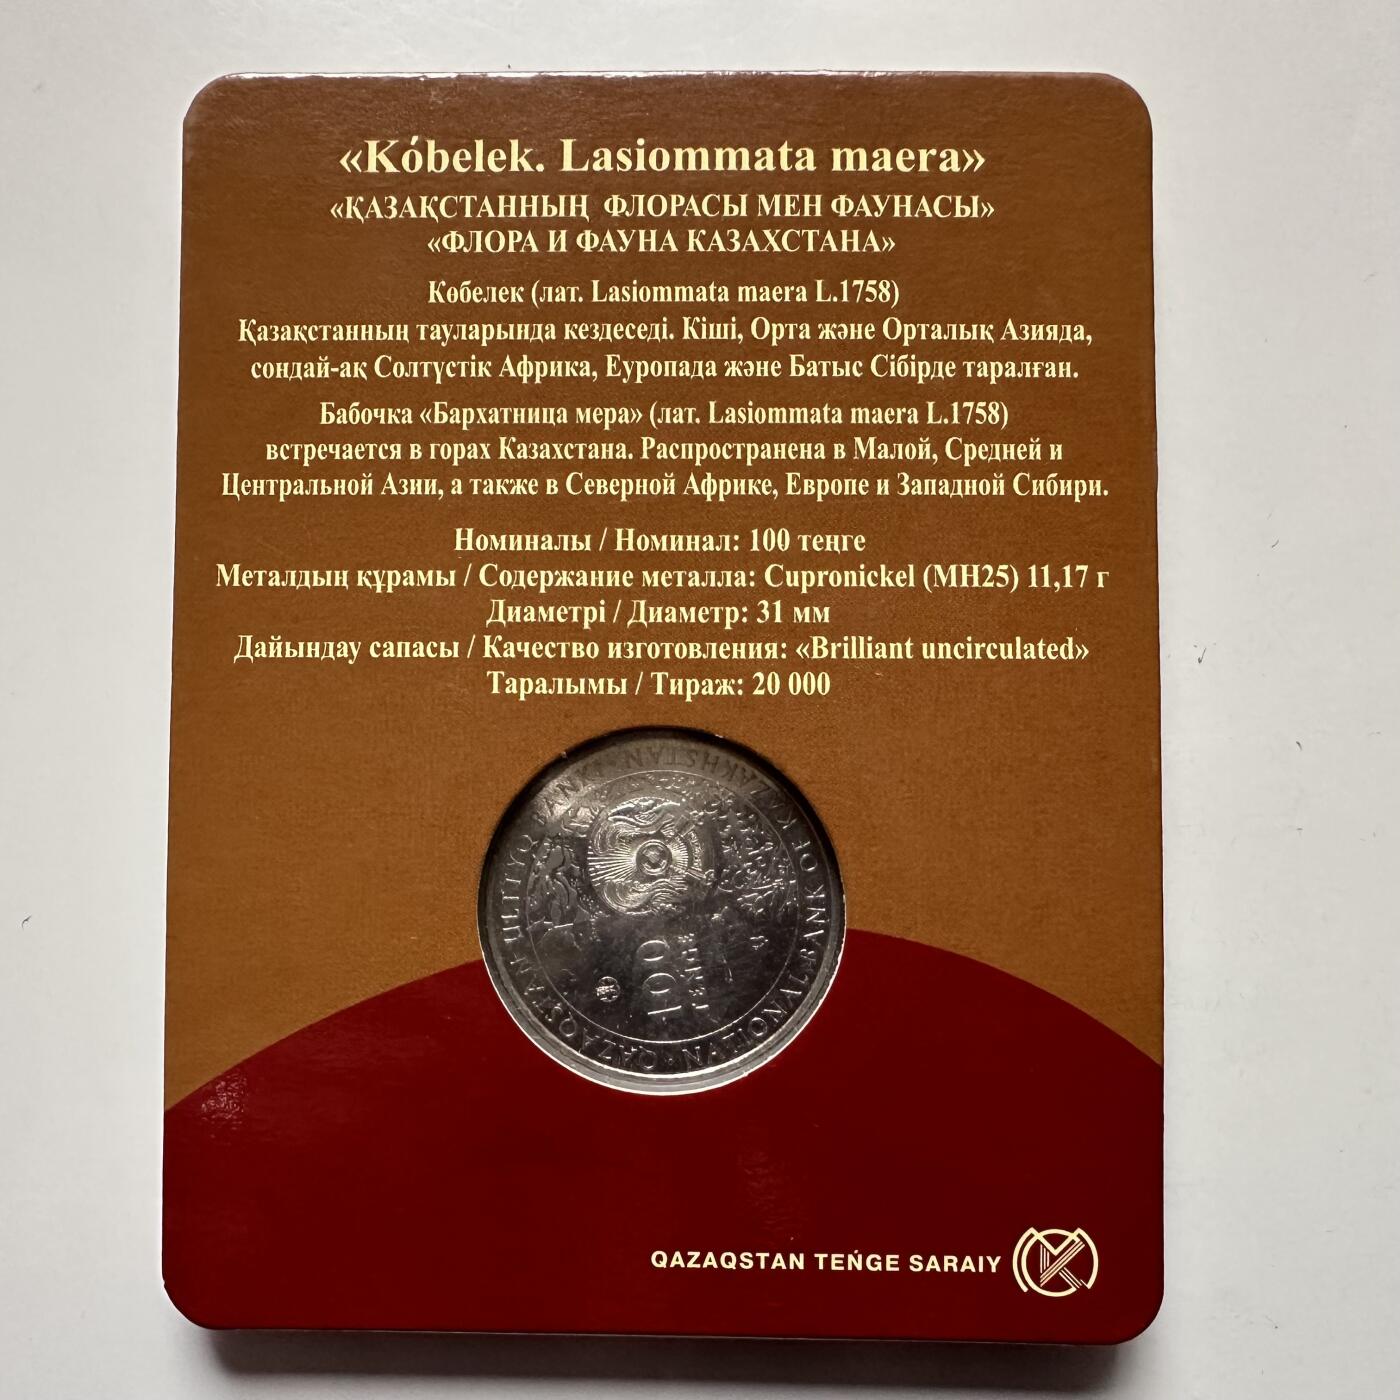 «Kóbelek. Lasiommata maera»
«ҚАЗАҚСТАННЫҢ ФЛОРАСЫ МЕН ФАУНАСЫ»
«ФЛОРА И ФАУНА КАЗАХСТАНА»
Көбелек (лат. Lasiommata maera L.1758)
Қазақстанның тауларында кездеседі. Кіші, Орта және Орталық Азияда,
сондай-ақ Солтүстік Африка, Еуропада және Батыс Сібірде таралған.
Бабочка «Бархатница мера» (лат. Lasiommata maera L.1758)
встречается в горах Казахстана. Распространена в Малой, Средней и
Центральной Азии, а также в Северной Африке, Европе и Западной Сибири.
Номиналы / Номинал: 100 теңге
Металдың құрамы / Содержание металла: Cupronickel (МН25) 11,17 г
Диаметрі / Диаметр: 31 мм
Дайындау сапасы / Качество изготовления: «Brilliant uncirculated»
Таралымы / Тираж: 20 000
QAZAQSTAN ULTTYQ BANKI
NATIONAL BANK OF KAZAKHSTAN
100
TENGE
QAZAQSTAN TEŃGE SARAIY